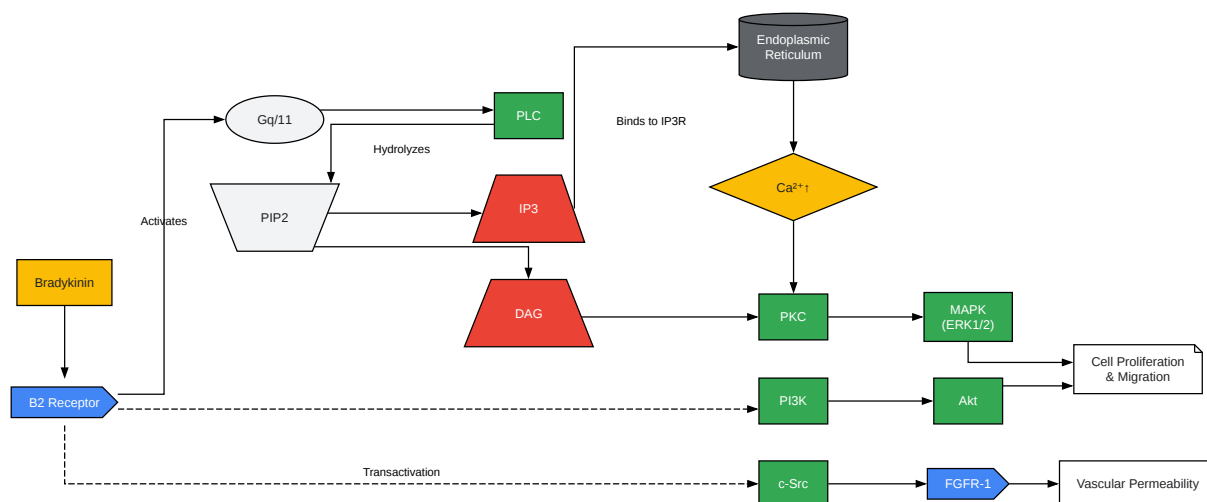 Endoplasmic
Reticulum
Gq/11
PLC
Binds to IP3R
Hydrolyzes
Ca²⁺↑
IP3
PIP2
Activates
Bradykinin
DAG
PKC
MAPK
(ERK1/2)
Cell Proliferation
& Migration
B2 Receptor
PI3K
Akt
Transactivation
c-Src
FGFR-1
Vascular Permeability